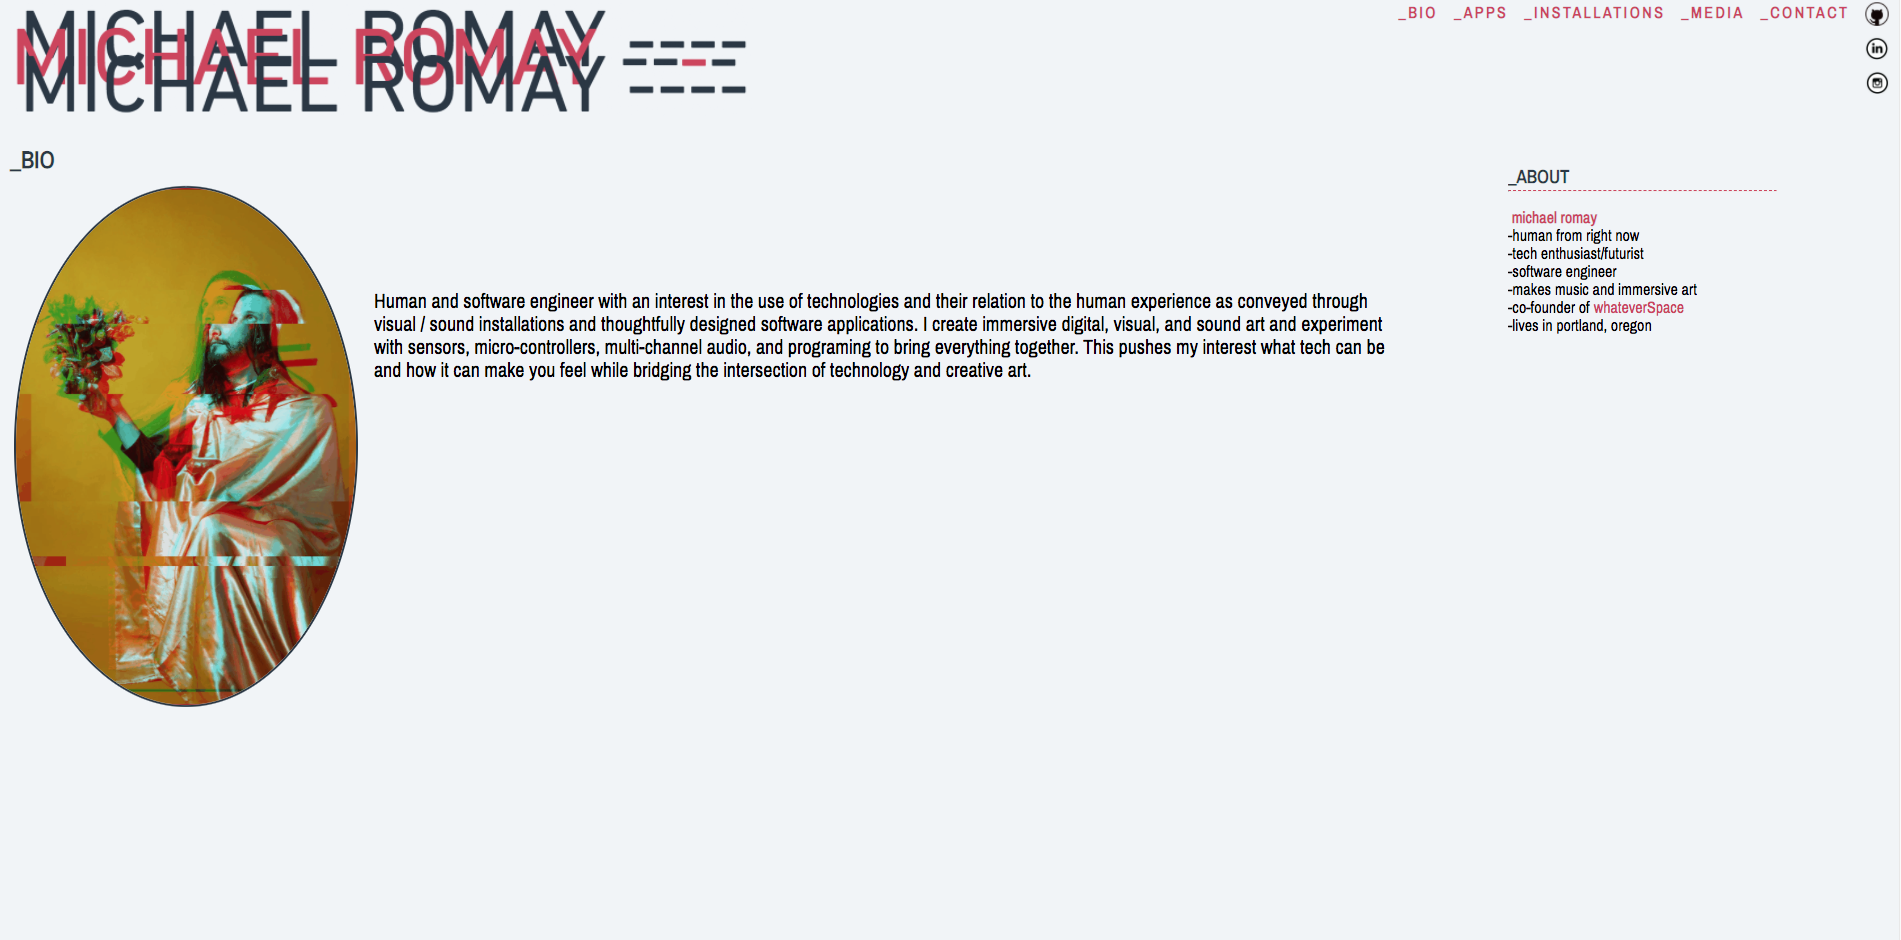 MICHAEL ROMAY
MICHAEL ROMAY
MICHAEL ROMAY
_BIO _APPS _INSTALLATIONS _MEDIA _CONTACT
in
_BIO
Human and software engineer with an interest in the use of technologies and their relation to the human experience as conveyed through
visual / sound installations and thoughtfully designed software applications. I create immersive digital, visual, and sound art and experiment
with sensors, micro-controllers, multi-channel audio, and programing to bring everything together. This pushes my interest what tech can be
and how it can make you feel while bridging the intersection of technology and creative art.
_ABOUT
michael romay
-human from right now
-tech enthusiast/futurist
-software engineer
-makes music and immersive art
-co-founder of whateverSpace
-lives in portland, oregon